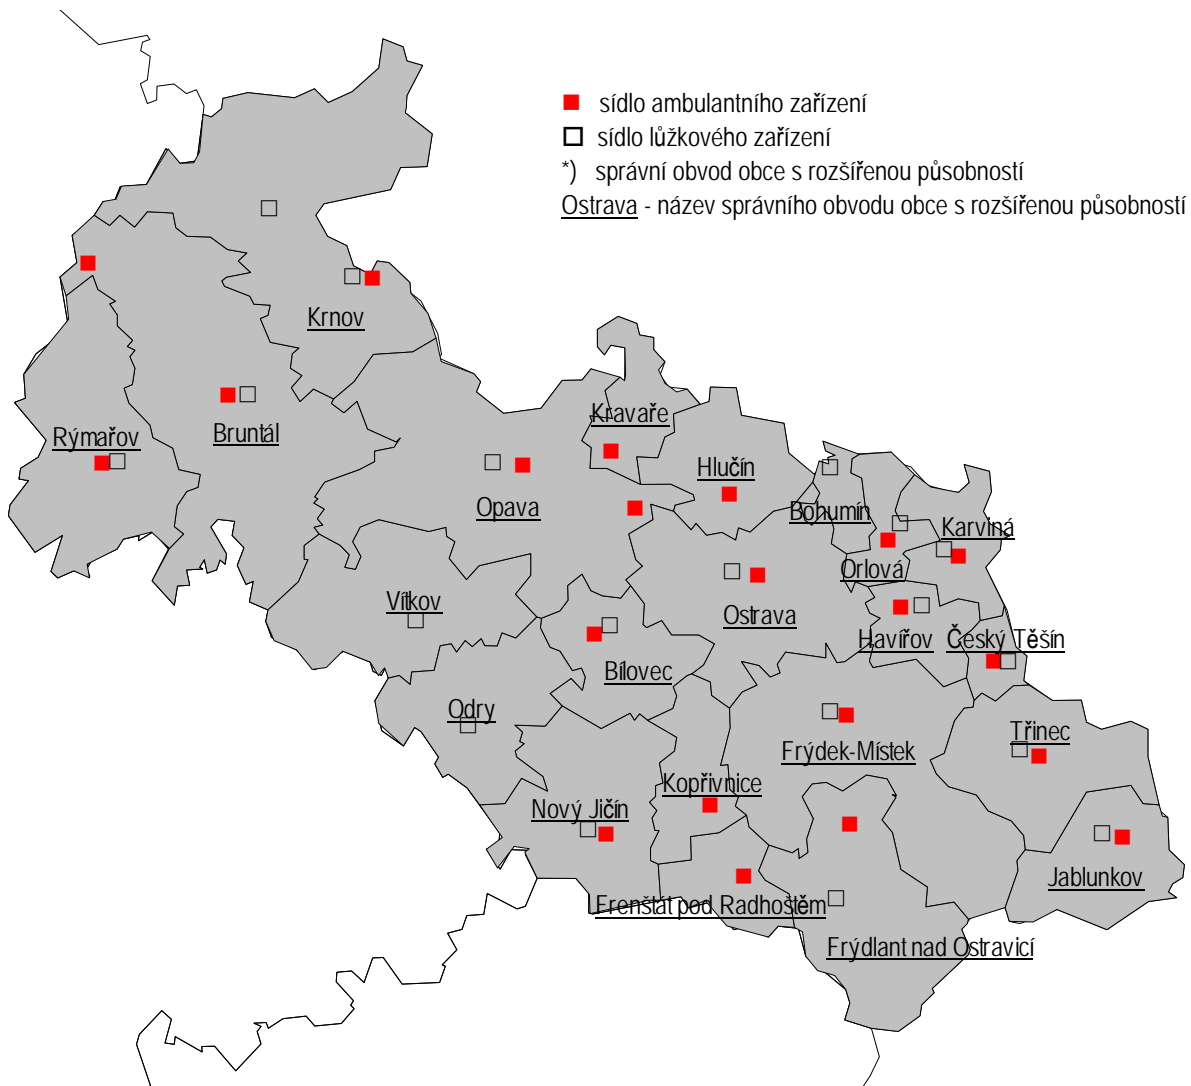 sídlo ambulantního zařízení
sídlo lůžkového zařízení
*) správní obvod obce s rozšířenou působností
Ostrava - název správního obvodu obce s rozšířenou působností
Krnov
Kravaře
Rýmařov
Bruntál
Hlučín
Opava
Bohumín
Karviná
Orlová
Vítkov
Ostrava
Havířov
Český Těšín
Bílovec
Odry
Třinec
Frýdek-Místek
Kopřivnice
Nový Jičín
Jablunkov
Frenštát pod Radhoštěm
Frýdlant nad Ostravicí